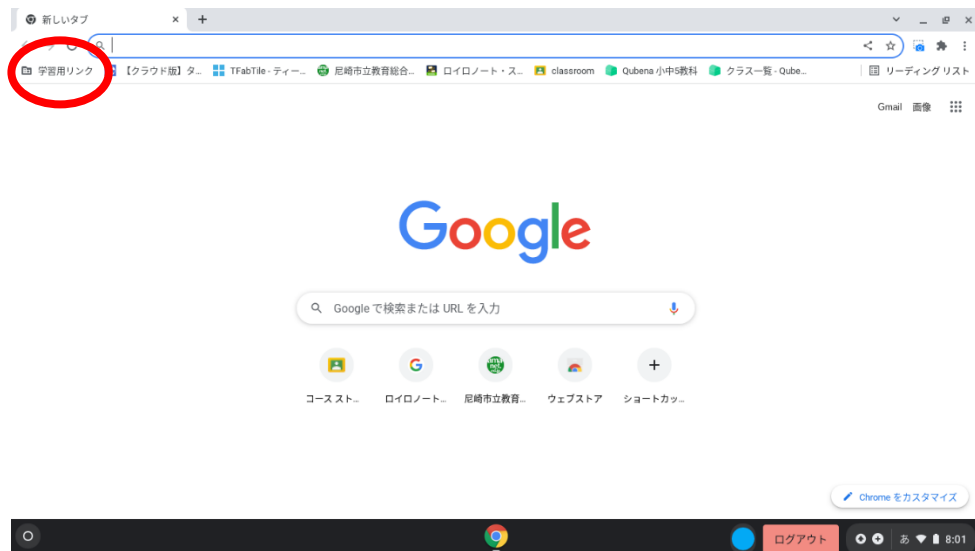 新しいタブ
学習用リンク 【クラウド版】タ... TFabTile - ティー... 尼崎市立教育総合... ロイロノート・ス... classroom Qubena 小中5教科 クラス一覧 - Qube... リーディング リスト
Gmail 画像
Google
Google で検索または URL を入力
コース スト... ロイロノート... 尼崎市立教育... ウェブストア ショートカッ...
Chrome をカスタマイズ
ログアウト あ 8:01